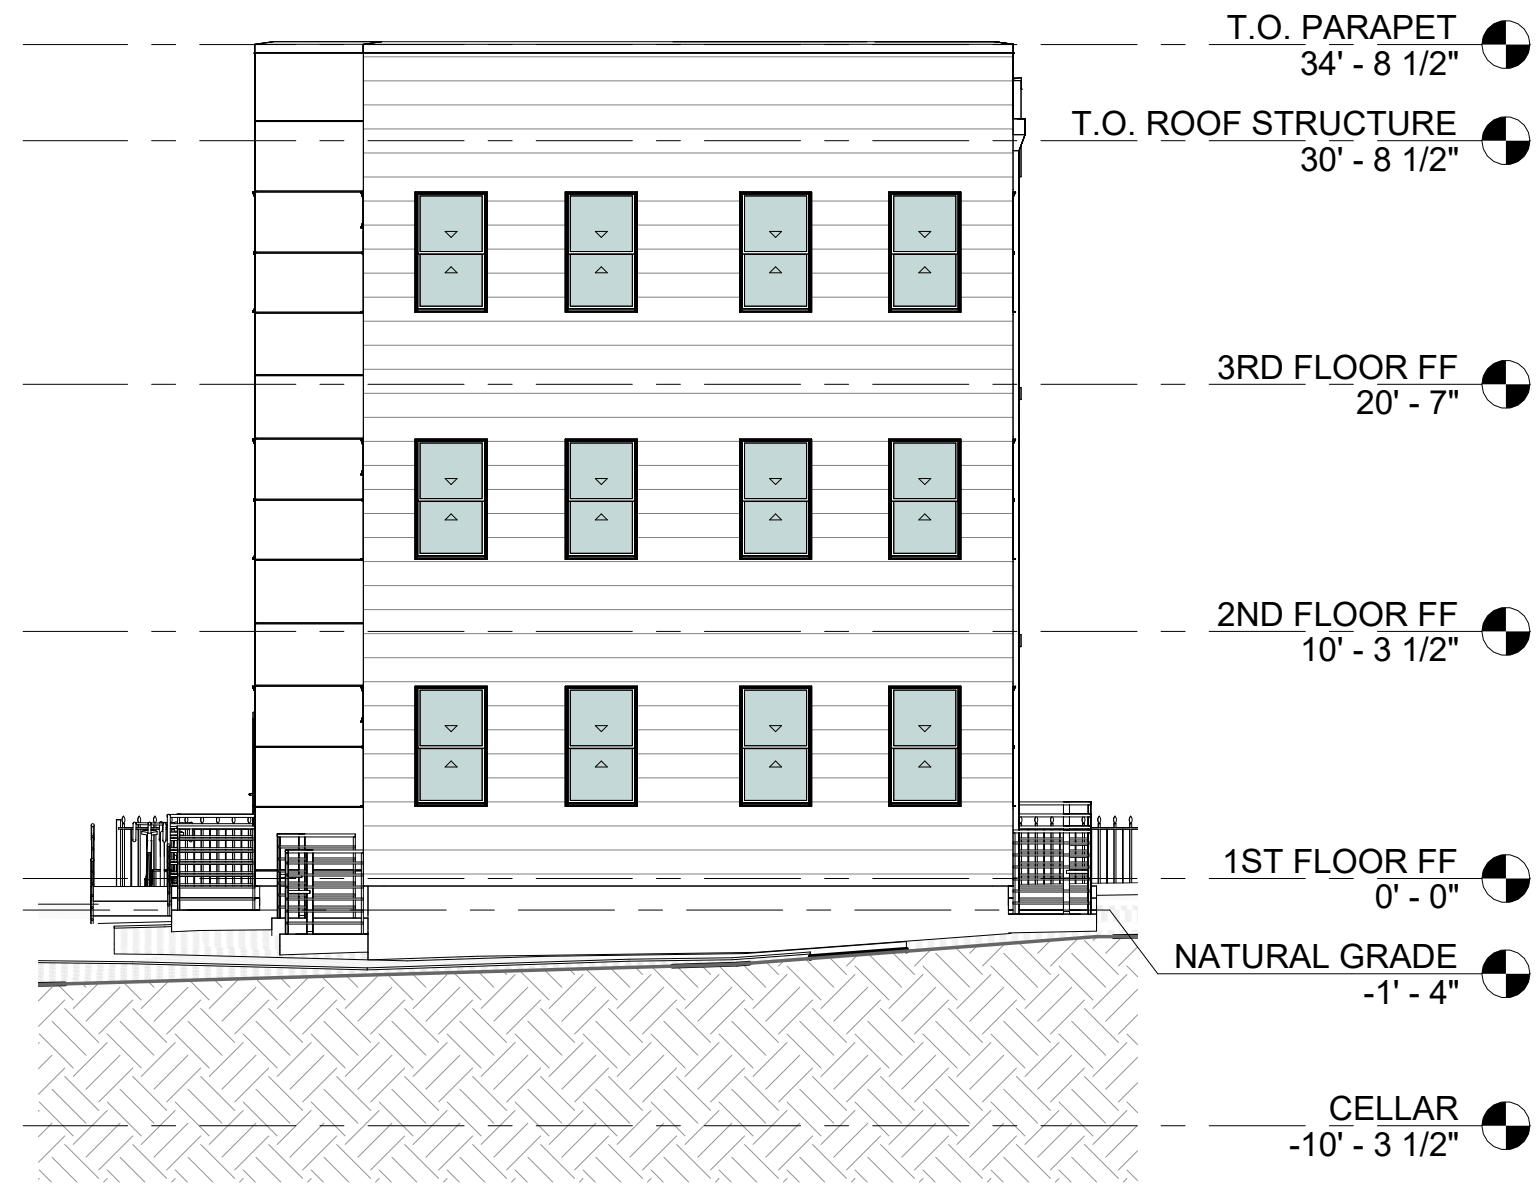 T.O. PARAPET
34' - 8 1/2"
T.O. ROOF STRUCTURE
30' - 8 1/2"
3RD FLOOR FF
20' - 7"
2ND FLOOR FF
10' - 3 1/2"
1ST FLOOR FF
0' - 0"
NATURAL GRADE
-1' - 4"
CELLAR
-10' - 3 1/2"